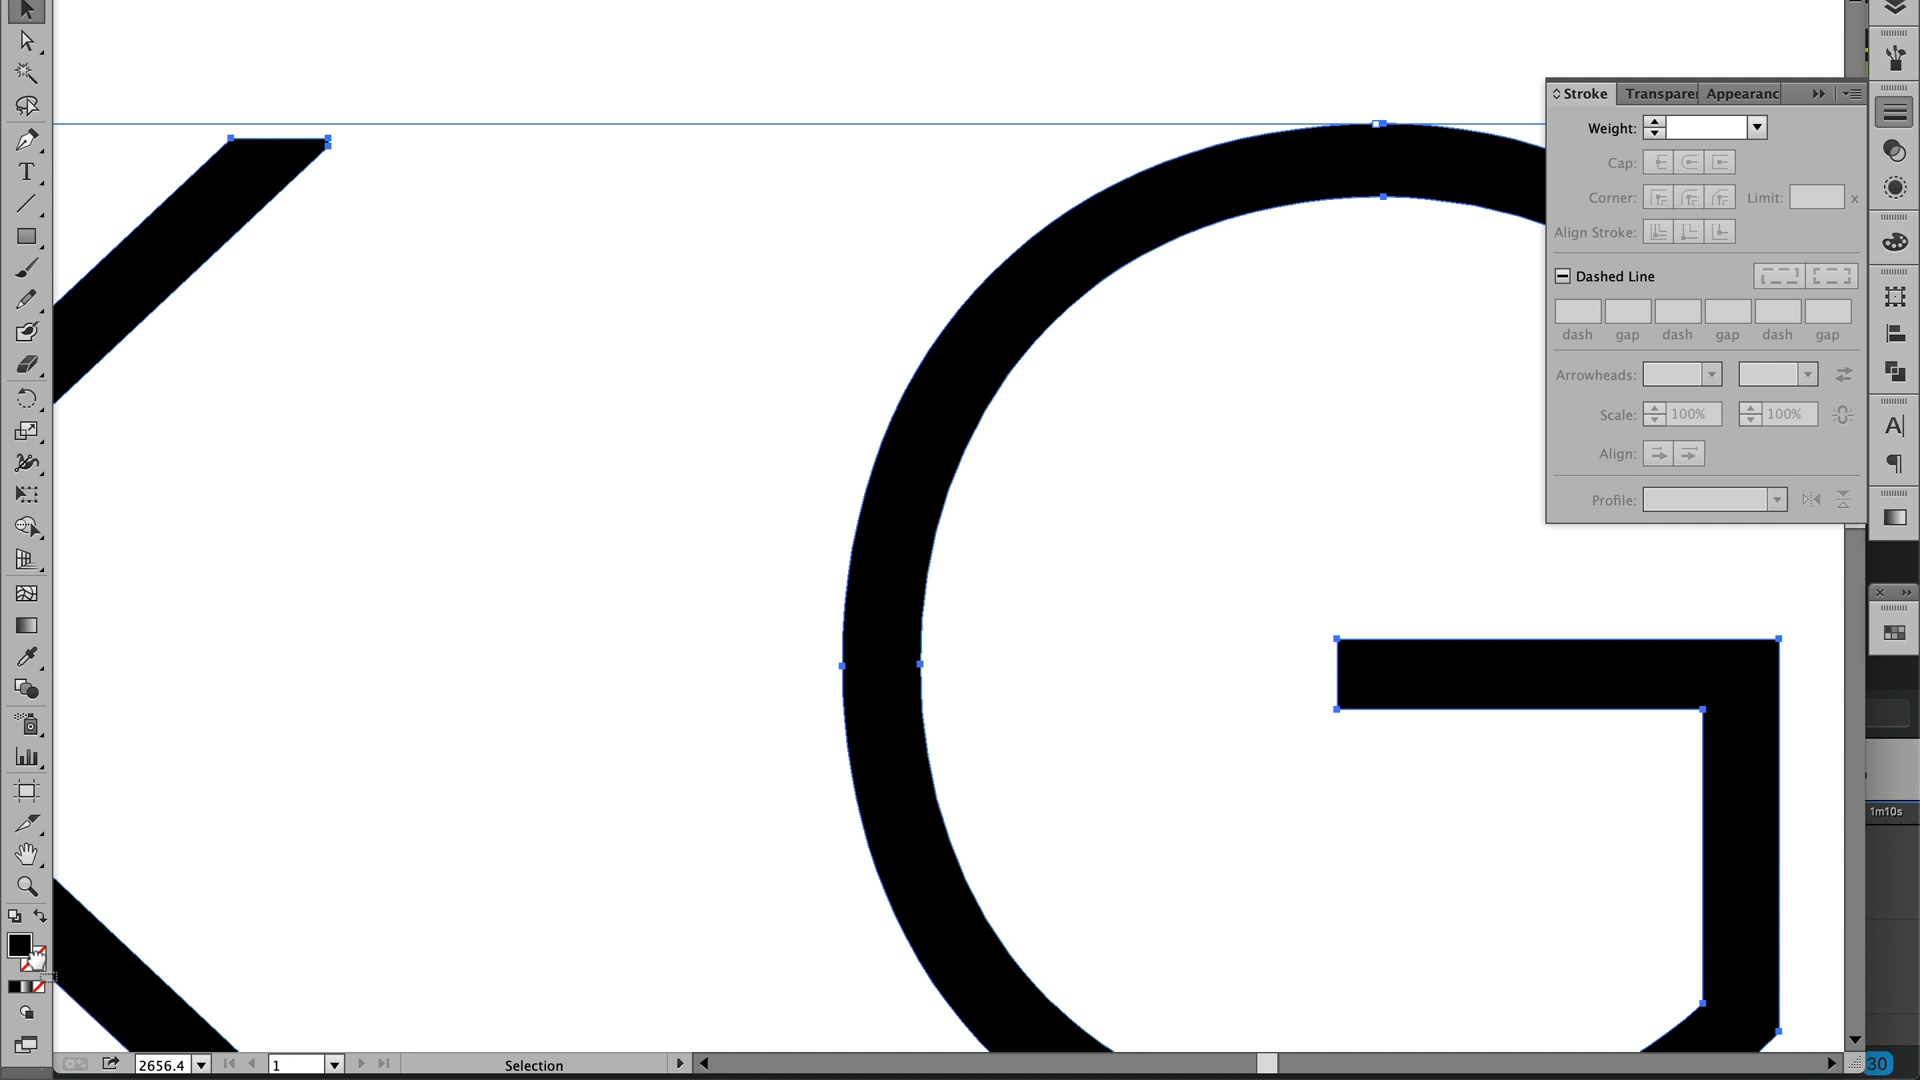 Stroke Transparer Appearanc
Weight:
Cap:
Corner: Limit: x
Align Stroke:
Dashed Line
dash gap dash gap dash gap
Arrowheads:
Scale: 100% 100%
Align:
Profile:
G
1m10s
2656.4 1 Selection
30